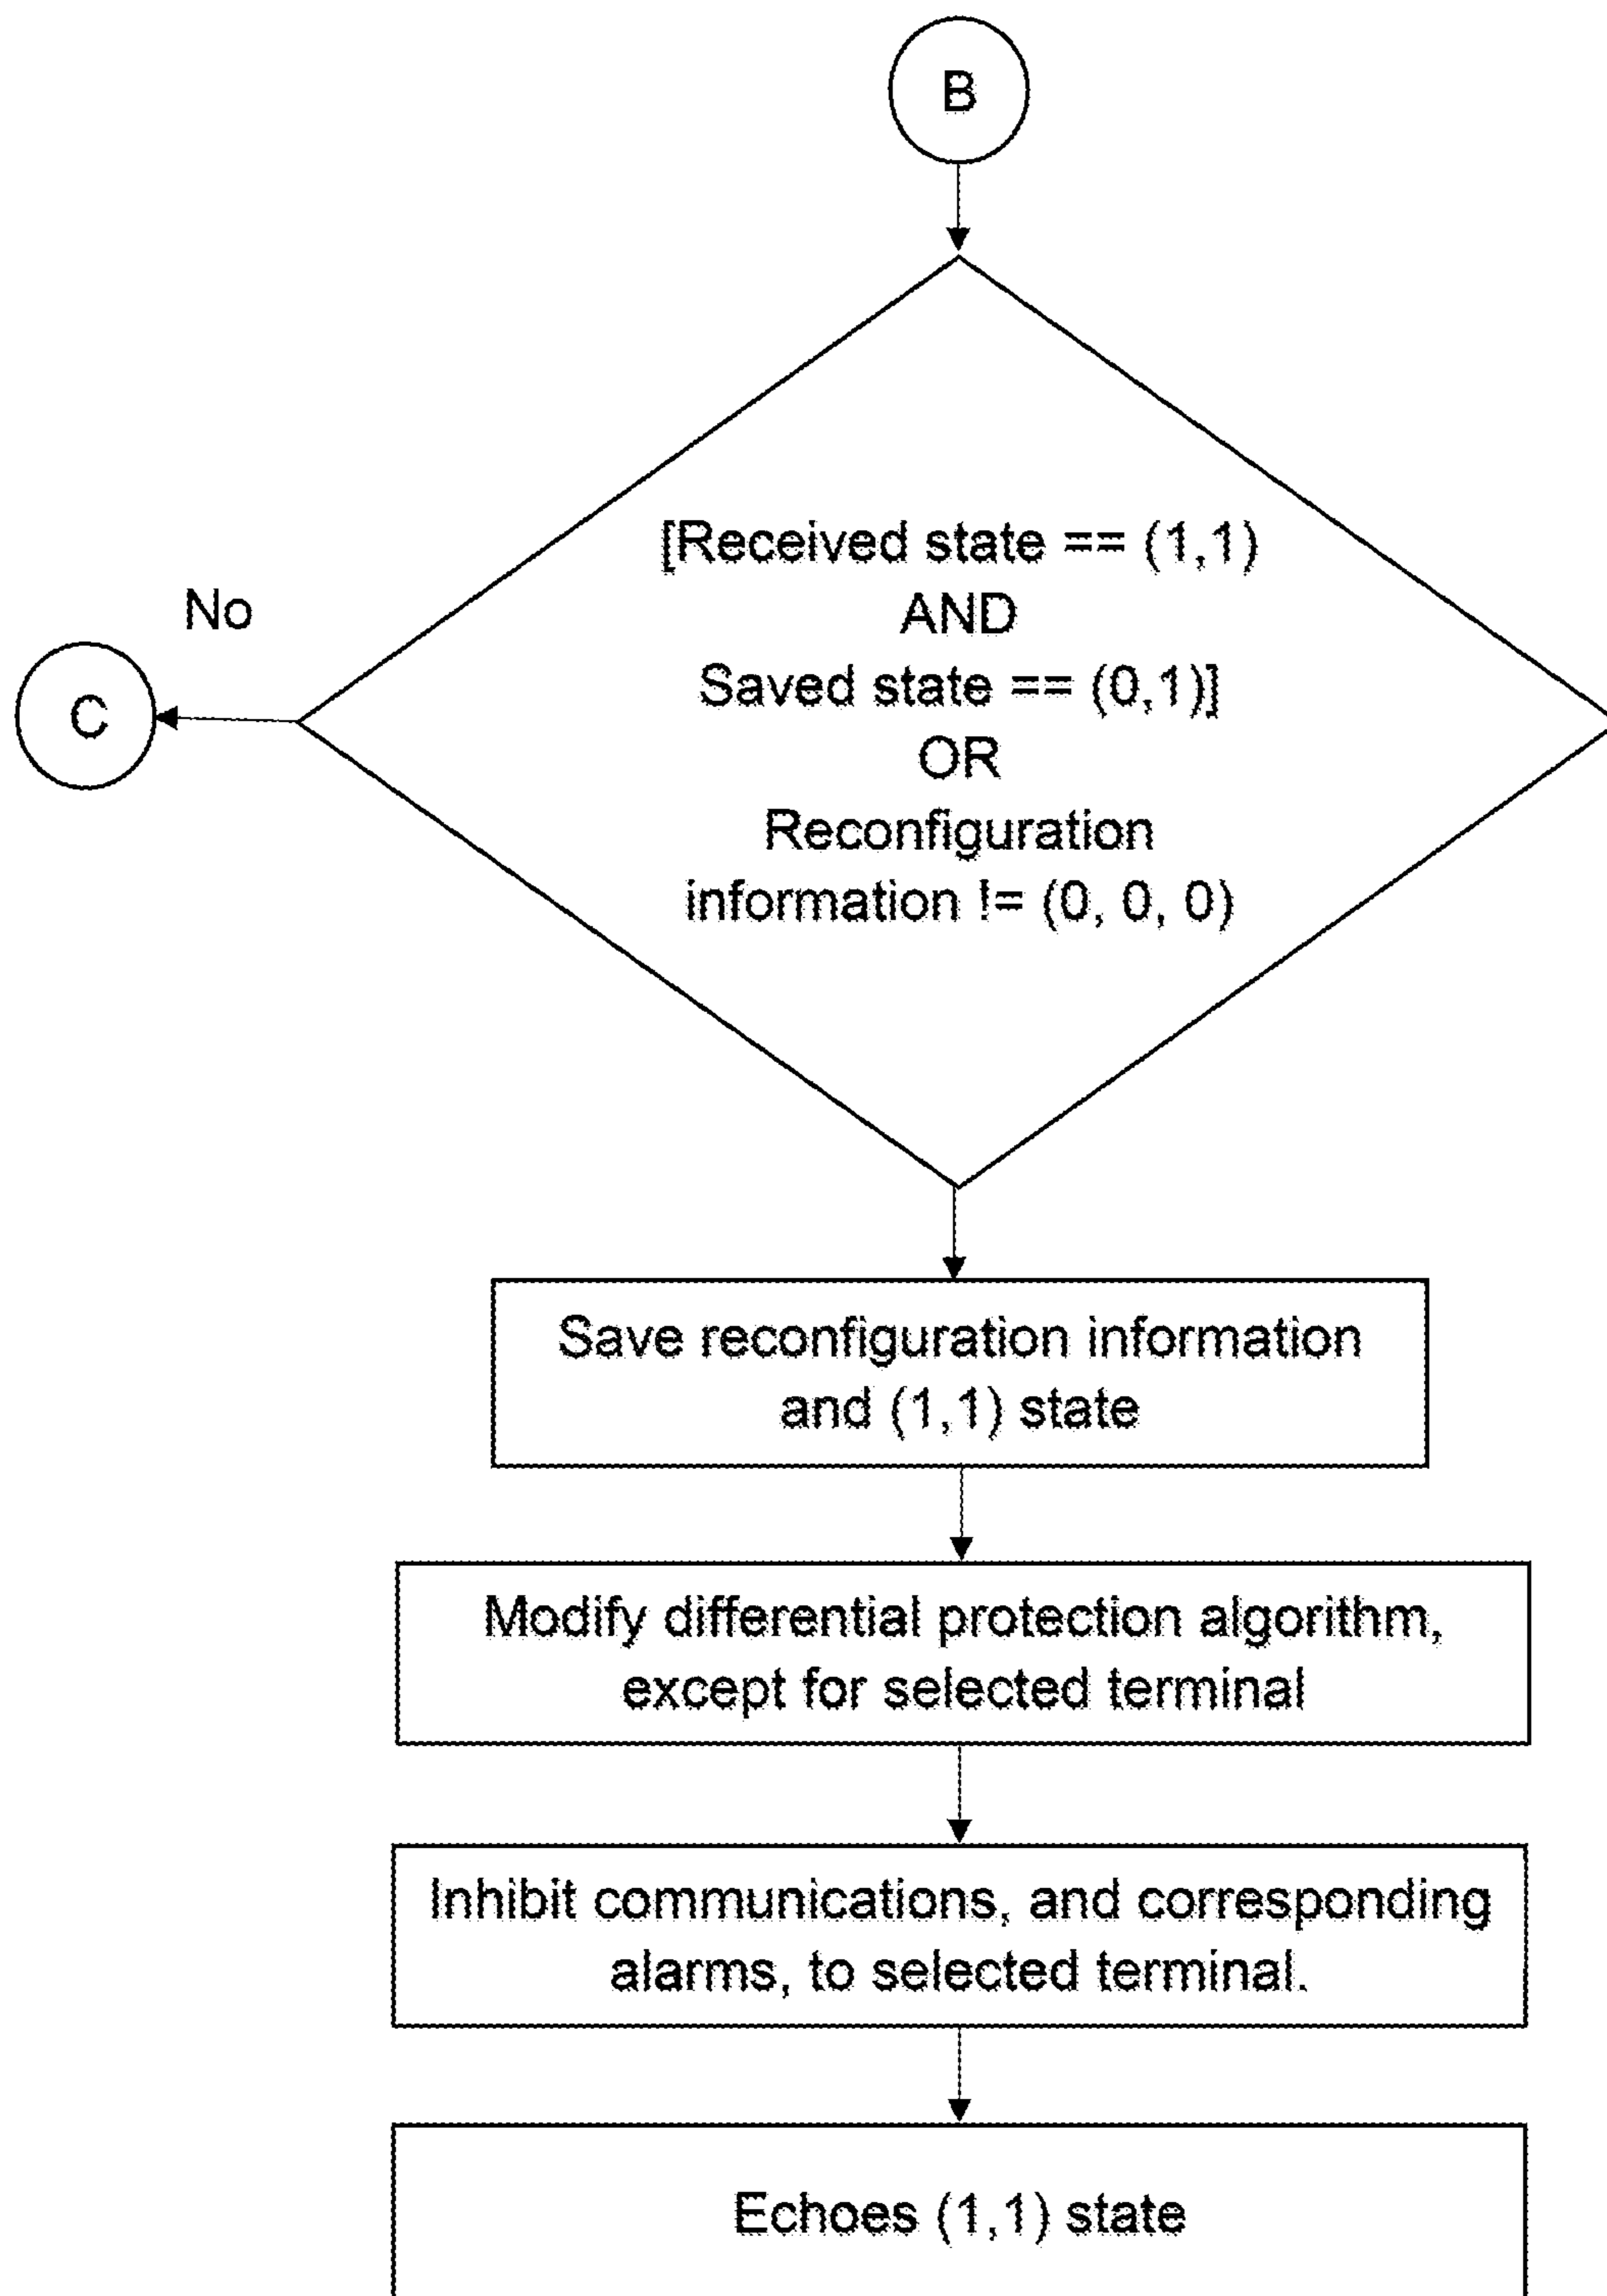 B
[Received state == (1,1)
AND
Saved state == (0,1)]
OR
Reconfiguration
information != (0, 0, 0)
No
C
Save reconfiguration information
and (1,1) state
Modify differential protection algorithm,
except for selected terminal
Inhibit communications, and corresponding
alarms, to selected terminal.
Echoes (1,1) state